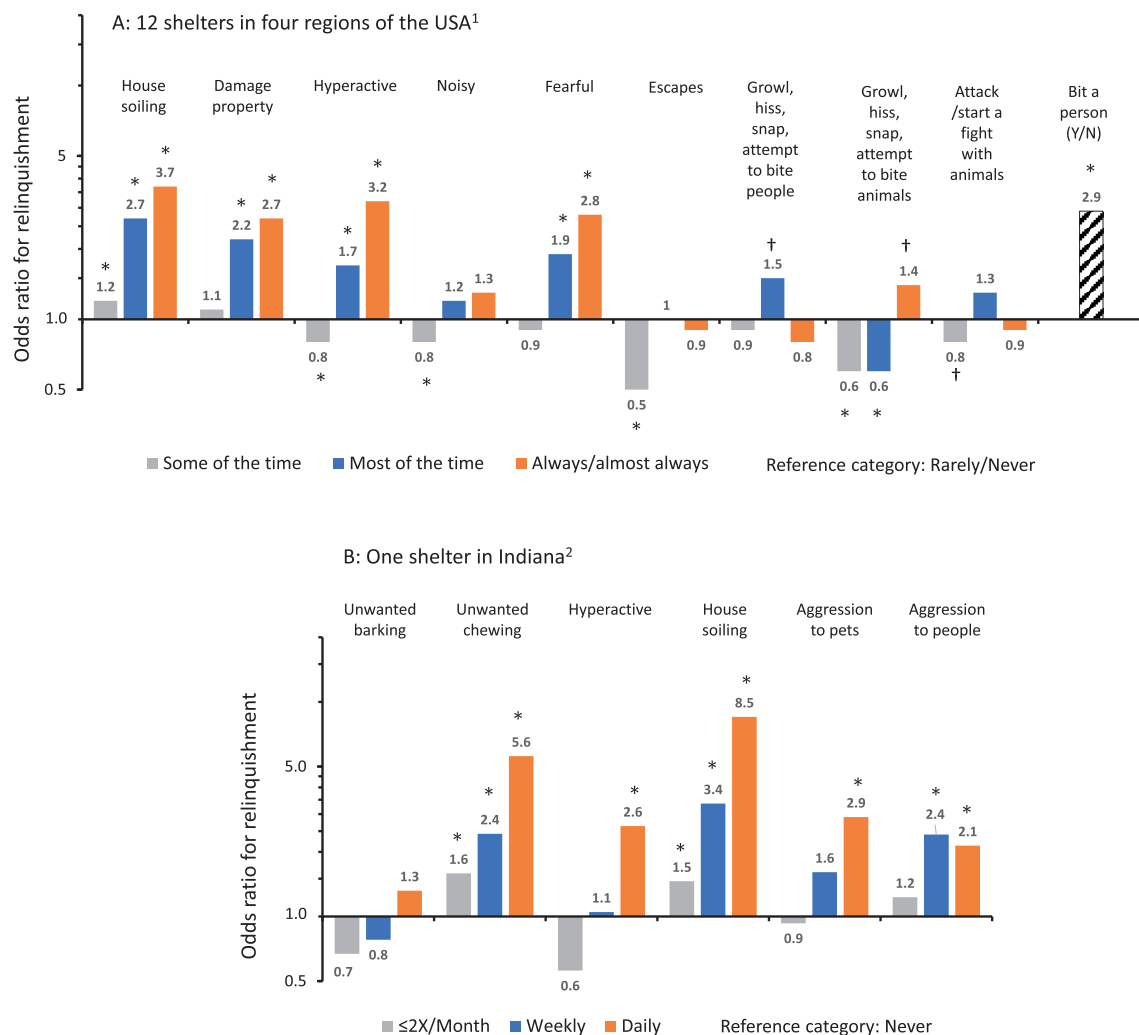 A: 12 shelters in four regions of the USA1
Odds ratio for relinquishment
5
1.0
0.5
House
soiling
Damage
property
Hyperactive
Noisy
Fearful
Escapes
Growl,
hiss,
snap,
attempt
to bite
people
Growl,
hiss,
snap,
attempt
to bite
animals
Attack
/start a
fight
with
animals
Bit a
person
(Y/N)
*
1.2
*
2.7
*
3.7
1.1
*
2.2
*
2.7
0.8
*
*
1.7
*
3.2
0.8
*
1.2
1.3
0.9
*
1.9
*
2.8
0.5
*
1
0.9
0.9
†
1.5
0.8
0.6
*
0.6
*
†
1.4
0.8
†
1.3
0.9
*
2.9
Some of the time
Most of the time
Always/almost always
Reference category: Rarely/Never
B: One shelter in Indiana2
Odds ratio for relinquishment
5.0
1.0
0.5
Unwanted
barking
Unwanted
chewing
Hyperactive
House
soiling
Aggression
to pets
Aggression
to people
0.7
0.8
1.3
*
1.6
*
2.4
*
5.6
0.6
1.1
*
2.6
*
1.5
*
3.4
*
8.5
0.9
1.6
*
2.9
1.2
*
2.4
*
2.1
≤2X/Month
Weekly
Daily
Reference category: Never